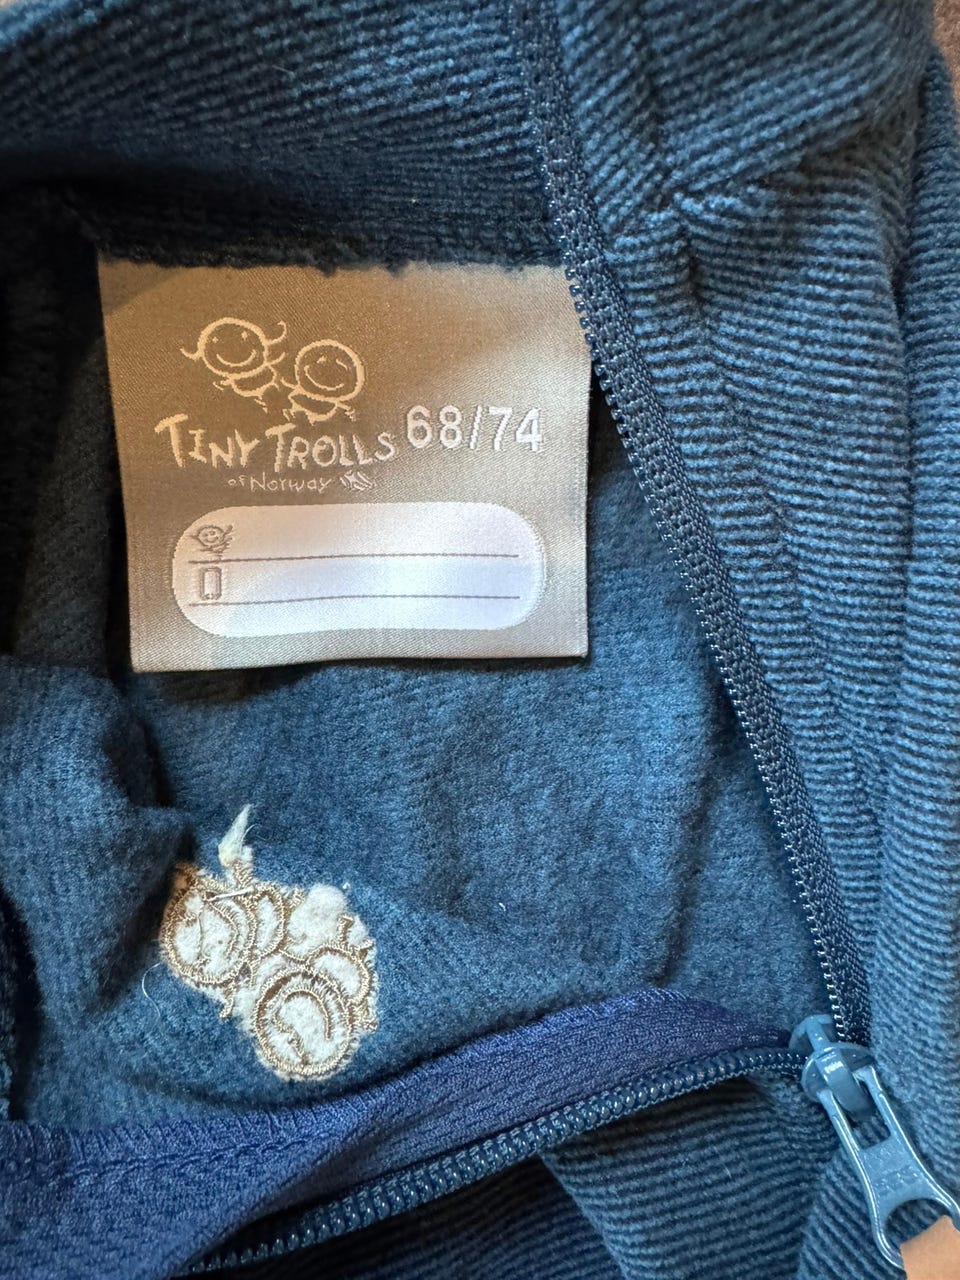 TINY TROLLS 68/74
of Norway